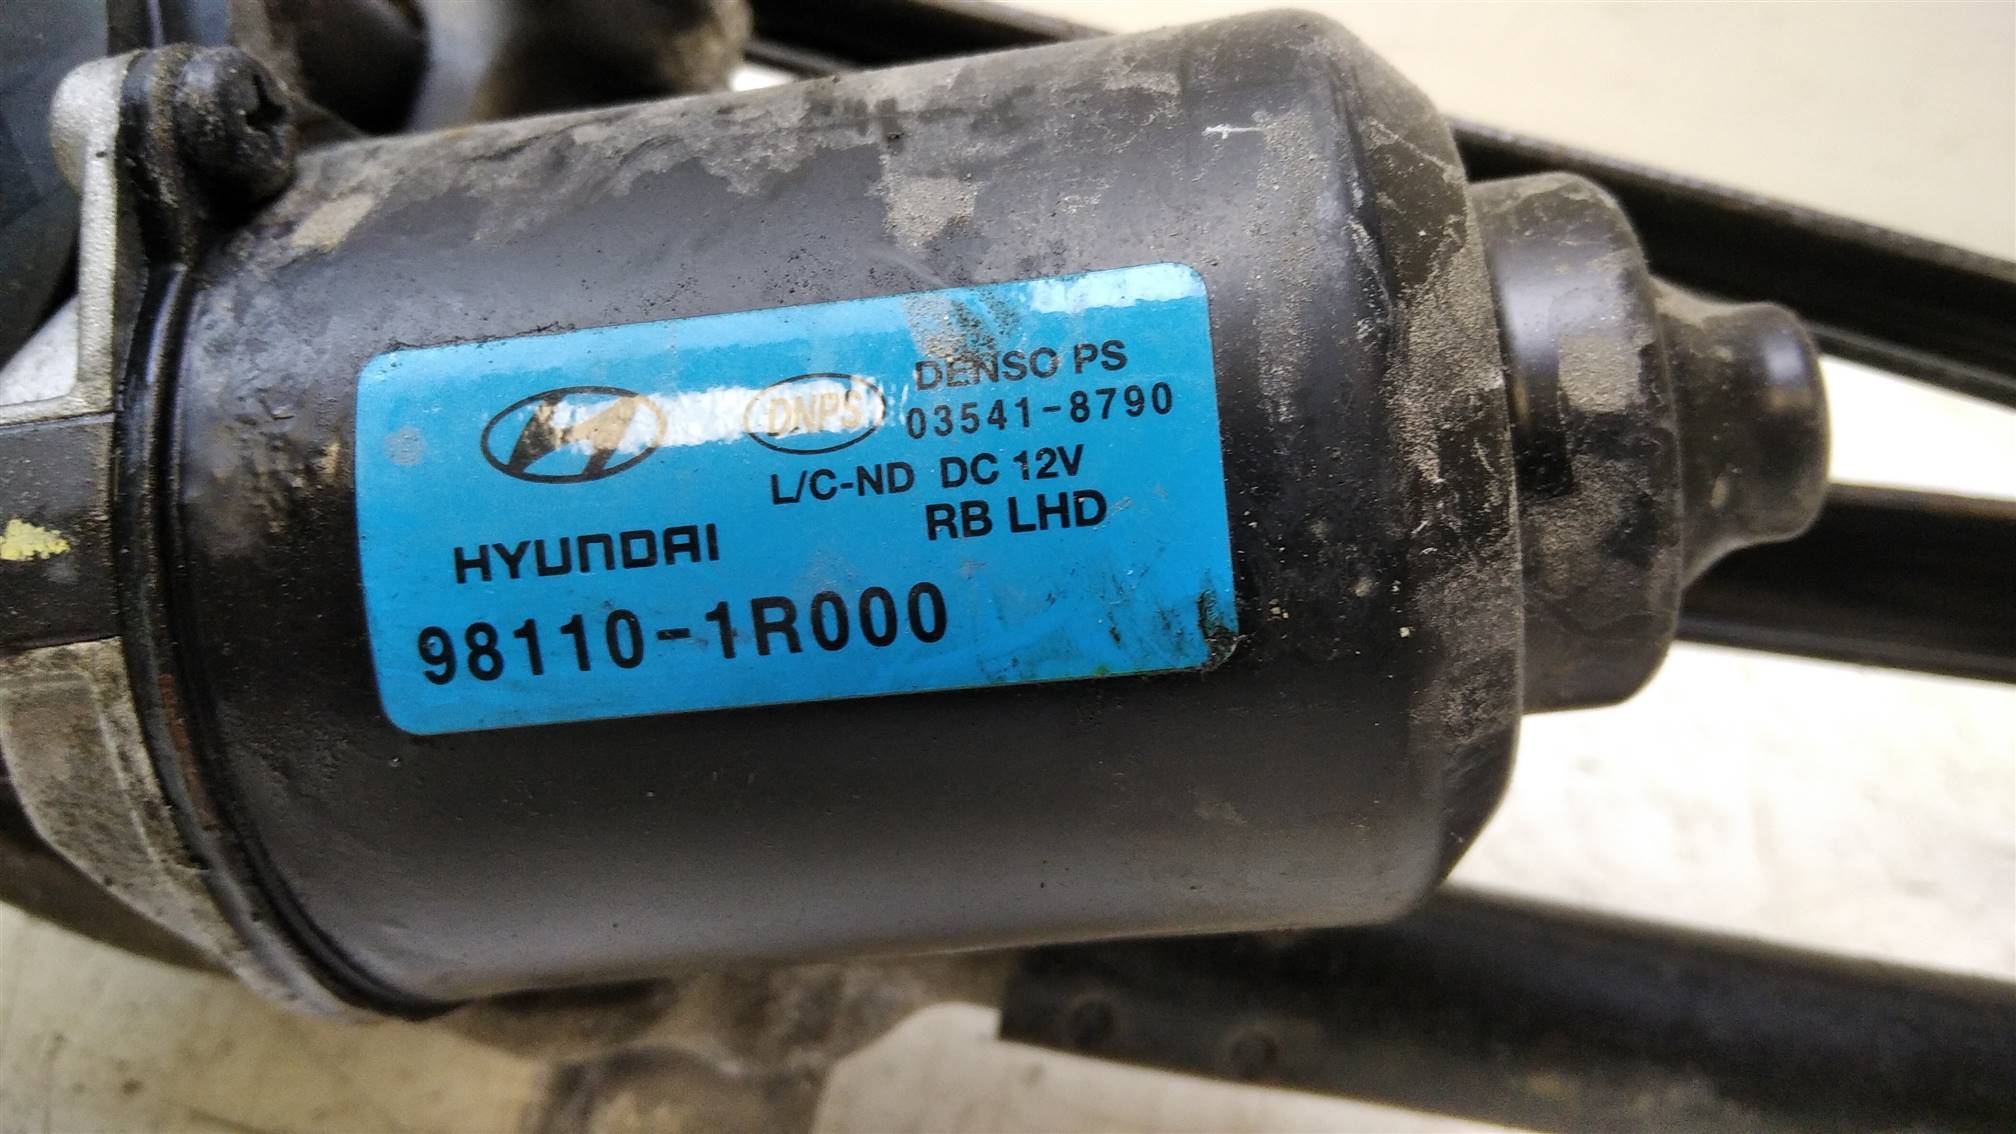 DENSO PS
DNPS 03541-8790
L/C-ND DC 12V
RB LHD
HYUNDAI
98110-1R000